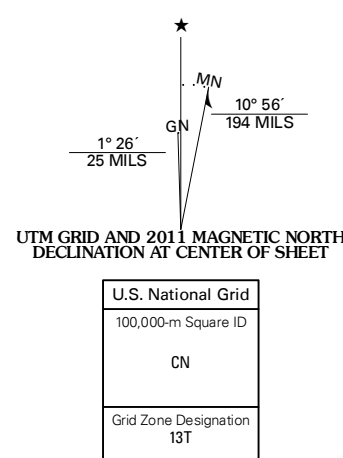 MN
GN
10° 56´
194 MILS
1° 26´
25 MILS
UTM GRID AND 2011 MAGNETIC NORTH
DECLINATION AT CENTER OF SHEET
U.S. National Grid
100,000-m Square ID
CN
Grid Zone Designation
13T